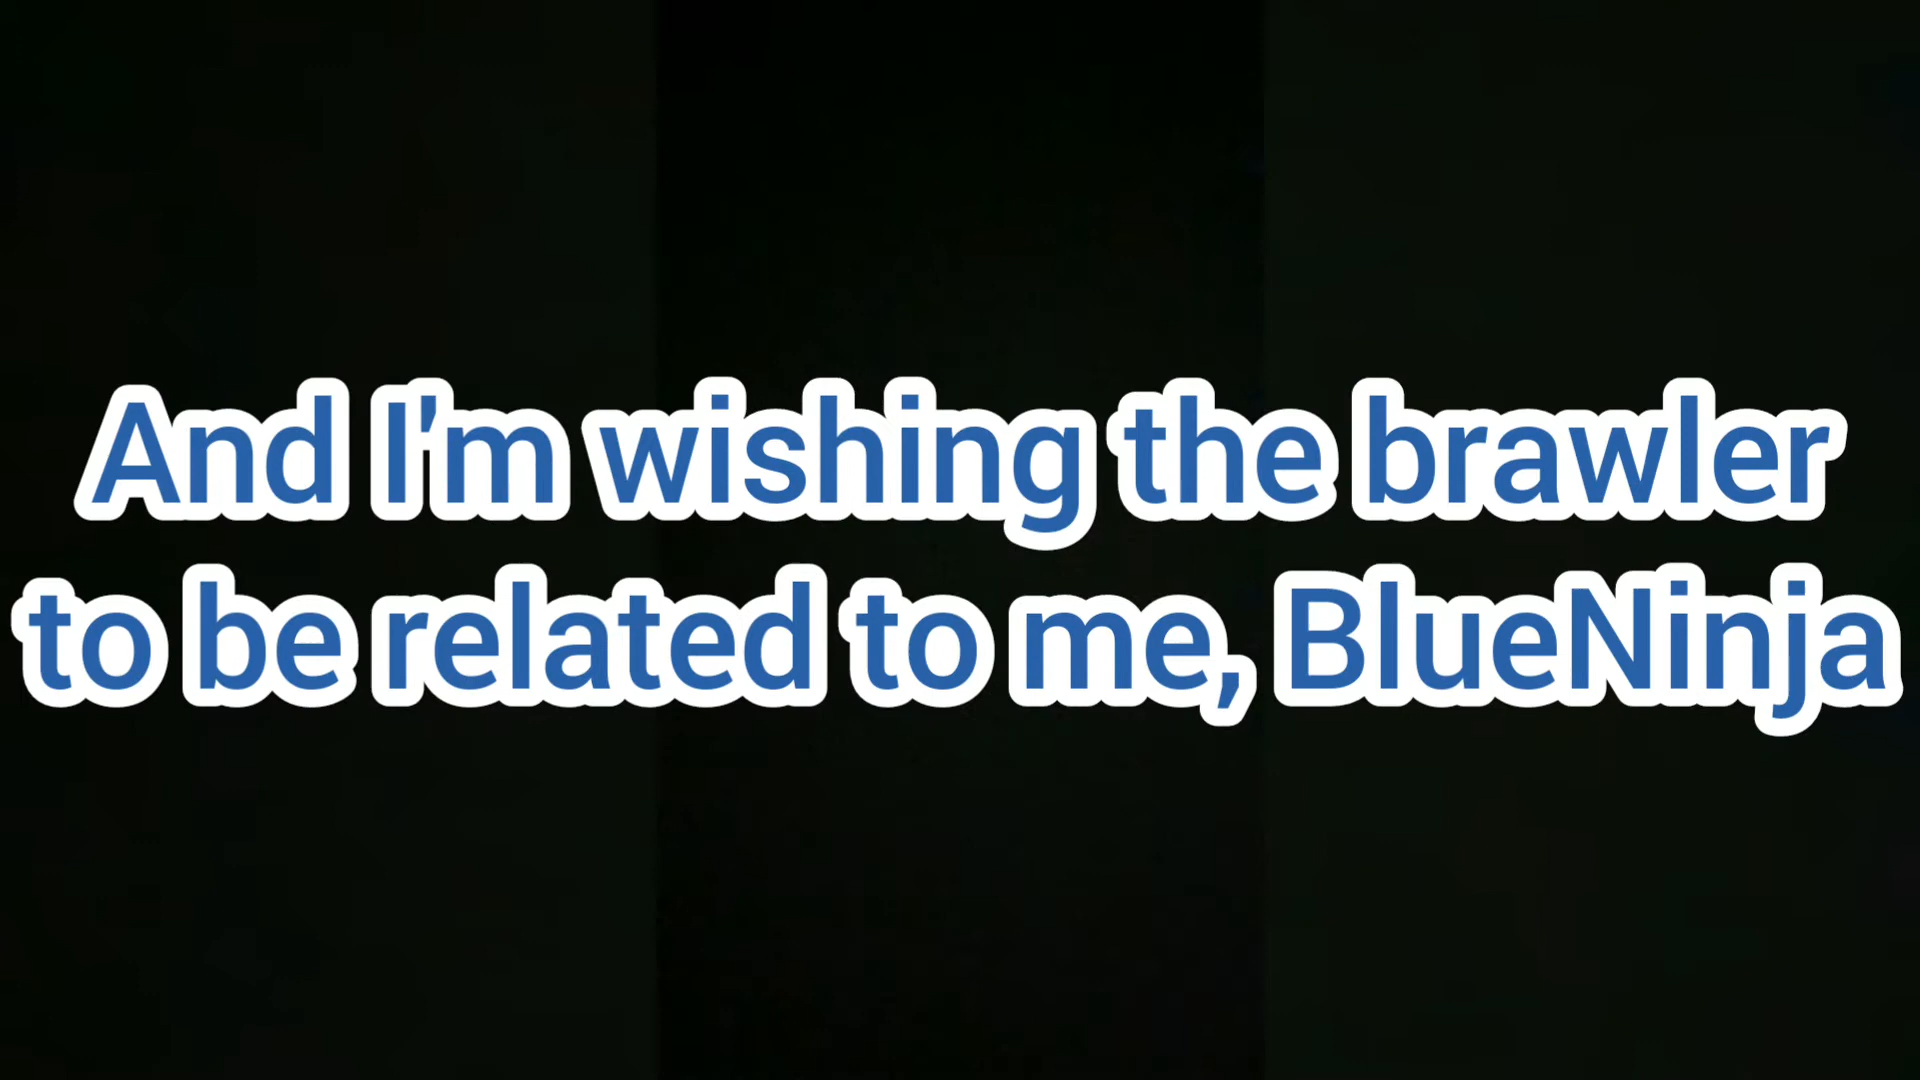 And I'm wishing the brawler
to be related to me, BlueNinja